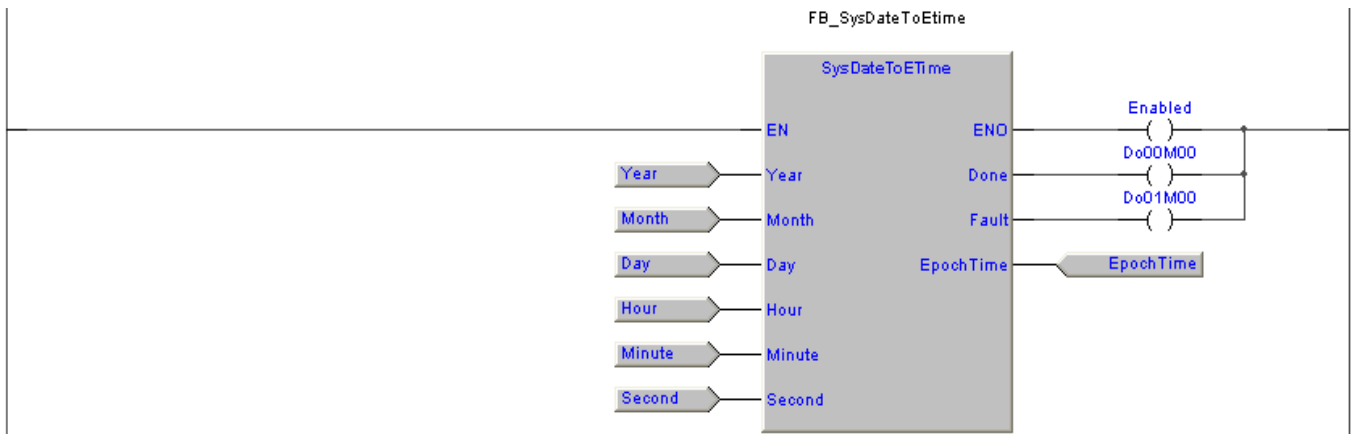 FB_SysDateToEtime
SysDateToETime
Enabled
EN ENO
Do00M00
Year Year Done
Do01M00
Month Month Fault
Day Day EpochTime EpochTime
Hour Hour
Minute Minute
Second Second